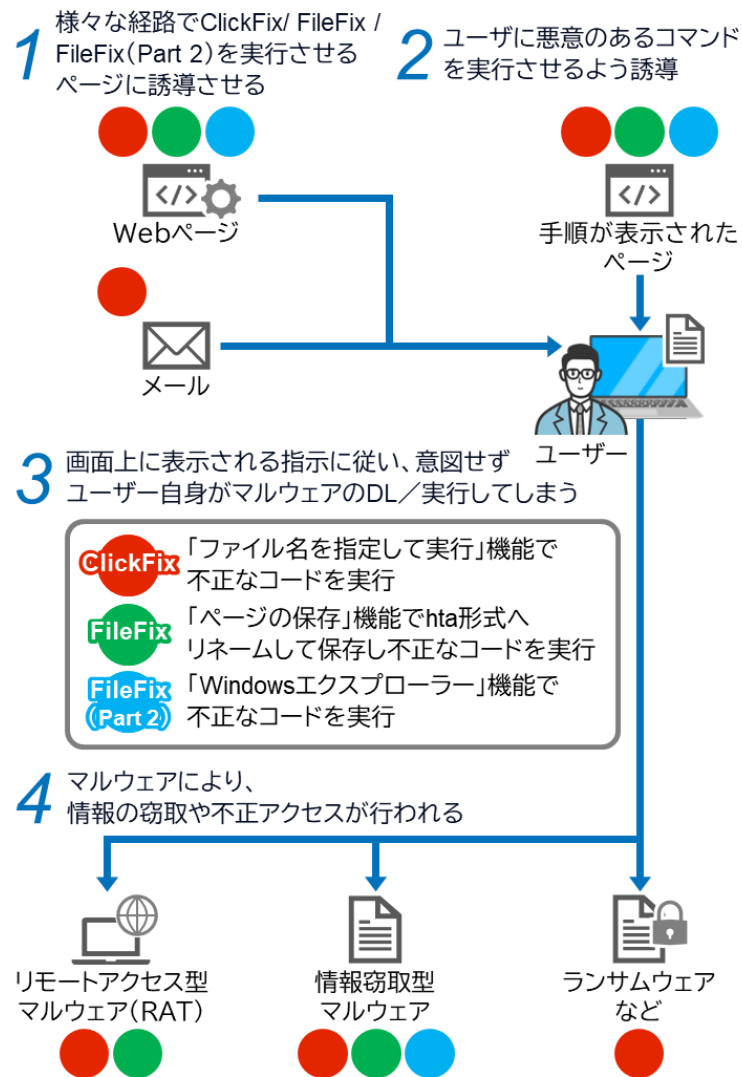 1 様々な経路でClickFix/ FileFix /
FileFix(Part 2)を実行させる
ページに誘導させる
2 ユーザに悪意のあるコマンド
を実行させるよう誘導
</>
Webページ
メール
</>
手順が表示された
ページ
ユーザー
3 画面上に表示される指示に従い、意図せず
ユーザー自身がマルウェアのDL/実行してしまう
ClickFix 「ファイル名を指定して実行」機能で
不正なコードを実行
FileFix 「ページの保存」機能でhta形式へ
リネームして保存し不正なコードを実行
FileFix 「Windowsエクスプローラー」機能で
(Part 2) 不正なコードを実行
4 マルウェアにより、
情報の窃取や不正アクセスが行われる
リモートアクセス型
マルウェア(RAT)
情報窃取型
マルウェア
ランサムウェア
など